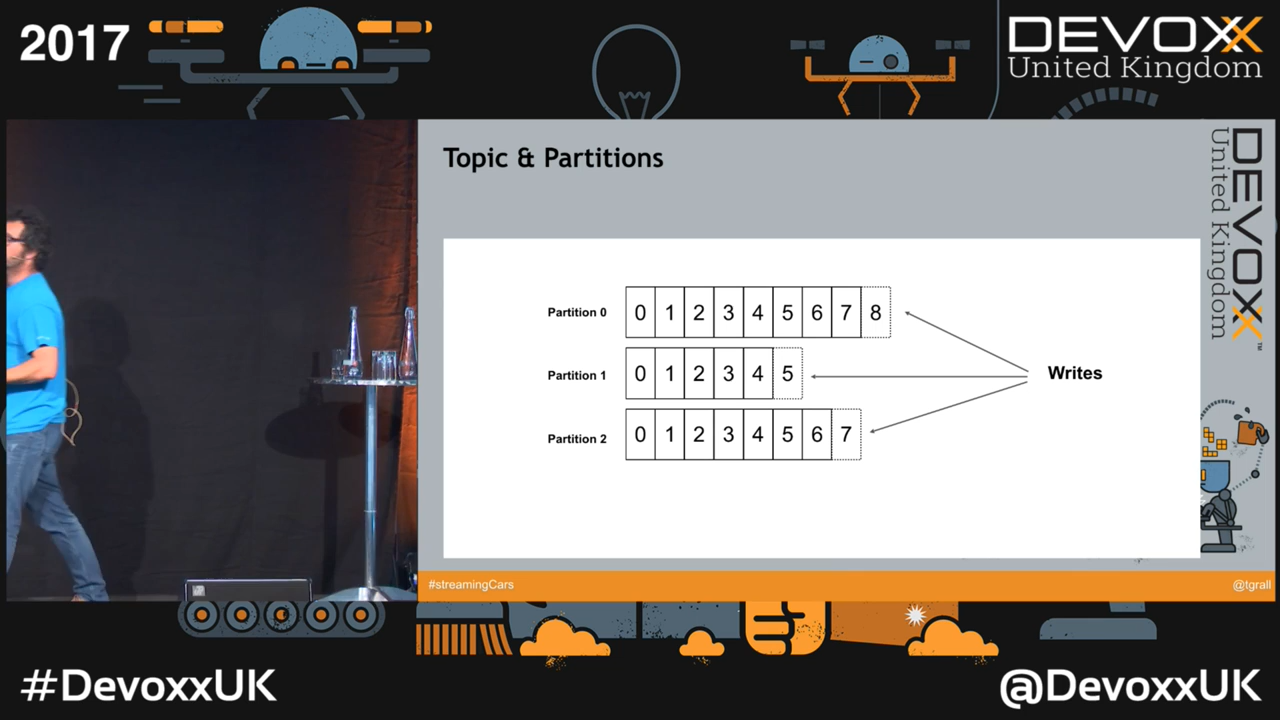 2017
DEVOXX
United Kingdom
Topic & Partitions
DEVOXX
United Kingdom
Partition 0 0 1 2 3 4 5 6 7 8
Partition 1 0 1 2 3 4 5
Writes
Partition 2 0 1 2 3 4 5 6 7
#streamingCars
@tgrall
#DevoxxUK
@DevoxxUK